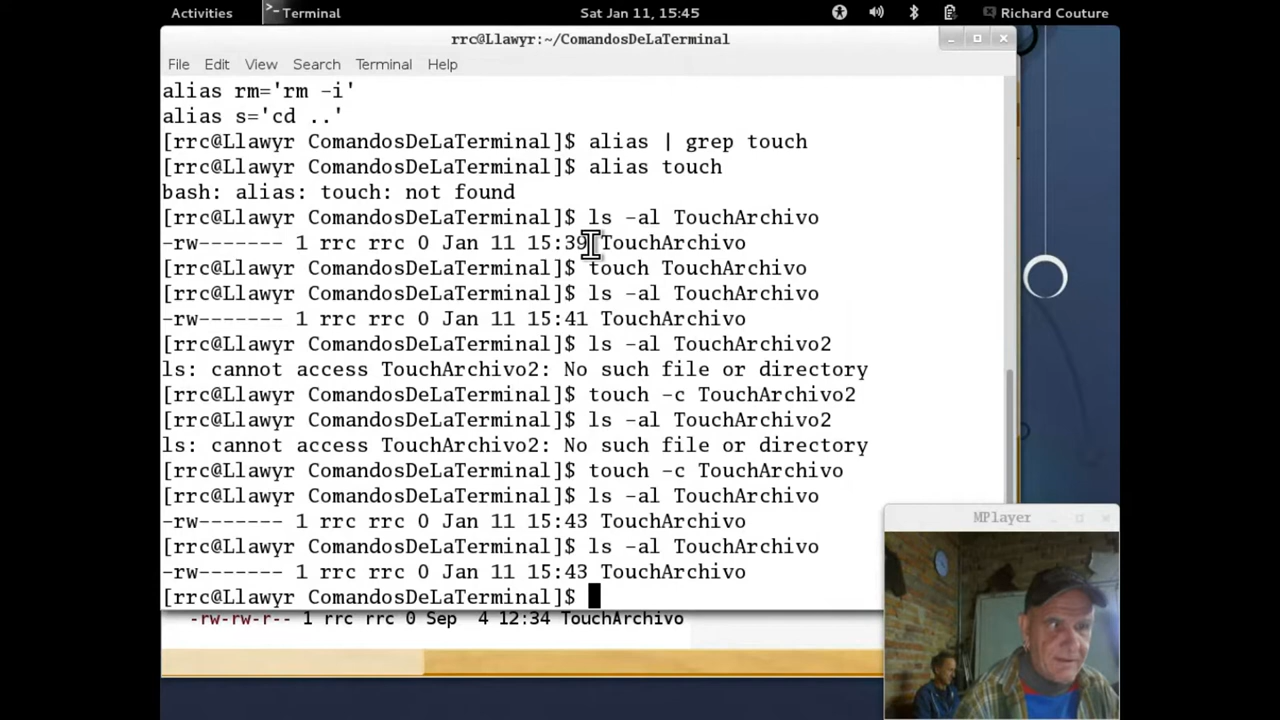 Activities Terminal Sat Jan 11, 15:45 Richard Couture
rrc@Llawyr:~/ComandosDeLaTerminal
File Edit View Search Terminal Help
alias rm='rm -i'
alias s='cd ..'
[rrc@Llawyr ComandosDeLaTerminal]$ alias | grep touch
[rrc@Llawyr ComandosDeLaTerminal]$ alias touch
bash: alias: touch: not found
[rrc@Llawyr ComandosDeLaTerminal]$ ls -al TouchArchivo
-rw------- 1 rrc rrc 0 Jan 11 15:39 TouchArchivo
[rrc@Llawyr ComandosDeLaTerminal]$ touch TouchArchivo
[rrc@Llawyr ComandosDeLaTerminal]$ ls -al TouchArchivo
-rw------- 1 rrc rrc 0 Jan 11 15:41 TouchArchivo
[rrc@Llawyr ComandosDeLaTerminal]$ ls -al TouchArchivo2
ls: cannot access TouchArchivo2: No such file or directory
[rrc@Llawyr ComandosDeLaTerminal]$ touch -c TouchArchivo2
[rrc@Llawyr ComandosDeLaTerminal]$ ls -al TouchArchivo2
ls: cannot access TouchArchivo2: No such file or directory
[rrc@Llawyr ComandosDeLaTerminal]$ touch -c TouchArchivo
[rrc@Llawyr ComandosDeLaTerminal]$ ls -al TouchArchivo
-rw------- 1 rrc rrc 0 Jan 11 15:43 TouchArchivo
[rrc@Llawyr ComandosDeLaTerminal]$ ls -al TouchArchivo
-rw------- 1 rrc rrc 0 Jan 11 15:43 TouchArchivo
[rrc@Llawyr ComandosDeLaTerminal]$
-rw-rw-r-- 1 rrc rrc 0 Sep 4 12:34 TouchArchivo
MPlayer